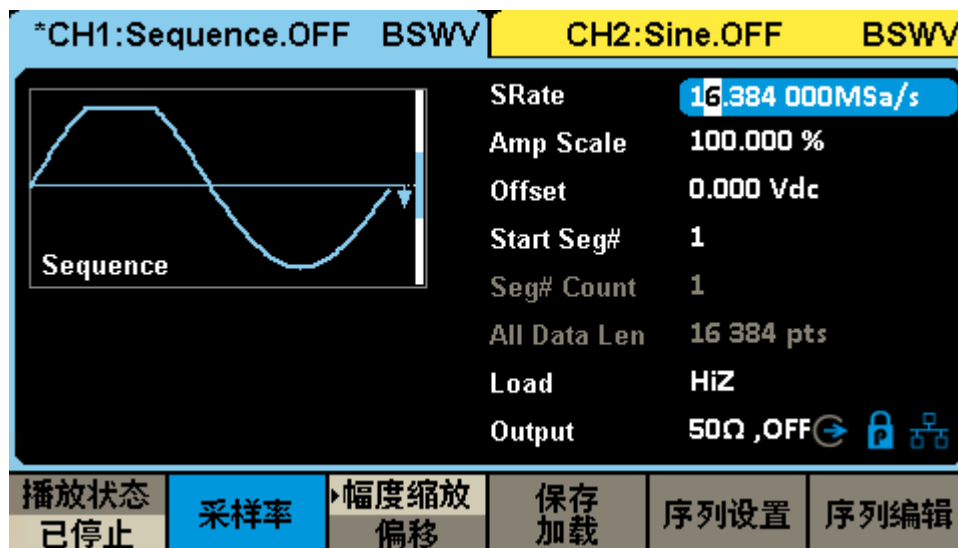 *CH1:Sequence.OFF BSWV
CH2:Sine.OFF BSWV
SRate 16.384 000MSa/s
Amp Scale 100.000 %
Offset 0.000 Vdc
Start Seg# 1
Sequence
Seg# Count 1
All Data Len 16 384 pts
Load HiZ
Output 50Ω ,OFF
播放状态
已停止
采样率
幅度缩放
偏移
保存
加载
序列设置
序列编辑